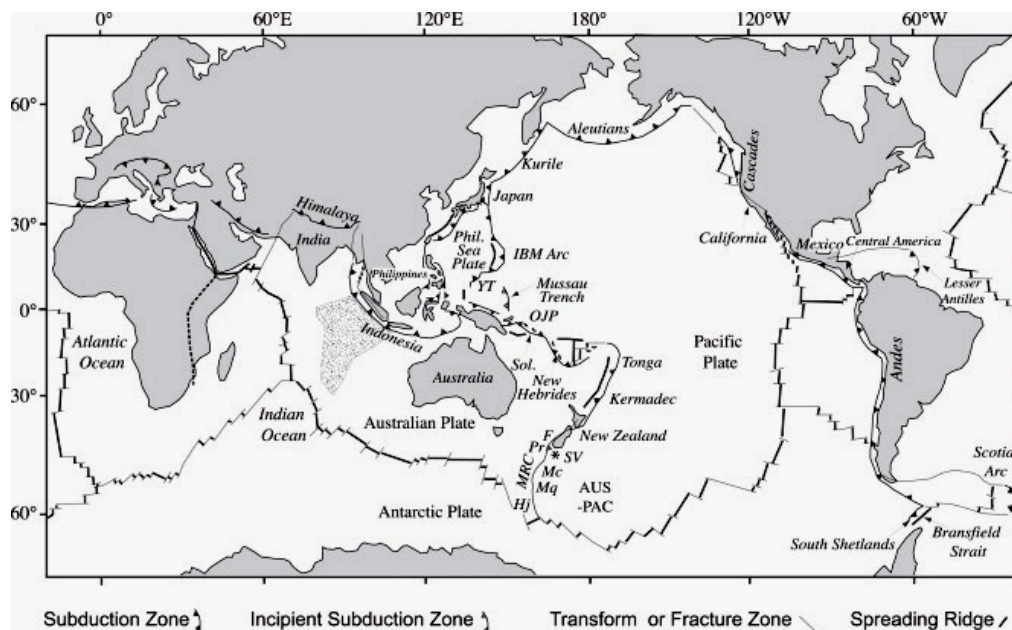 0° 60°E 120°E 180° 120°W 60°W
60°
Aleutians
Cascades
Kurile
Japan
30°
Himalaya
India
Phil.
Sea
Plate
IBM Arc
California
Mexico
Central America
Philippines
YT
Mussau
Trench
Lesser
Antilles
0°
OJP
Indonesia
Atlantic
Ocean
Pacific
Plate
Andes
Australia
Sol.
Tonga
New
Hebrides
30°
Kermadec
Indian
Ocean
Australian Plate
F
New Zealand
Pr
* SV
MRC
Mc
Mq
AUS
-PAC
Scotia
Arc
Hj
60°
Antarctic Plate
South Shetlands
Bransfield
Strait
Subduction Zone Incipient Subduction Zone Transform or Fracture Zone Spreading Ridge